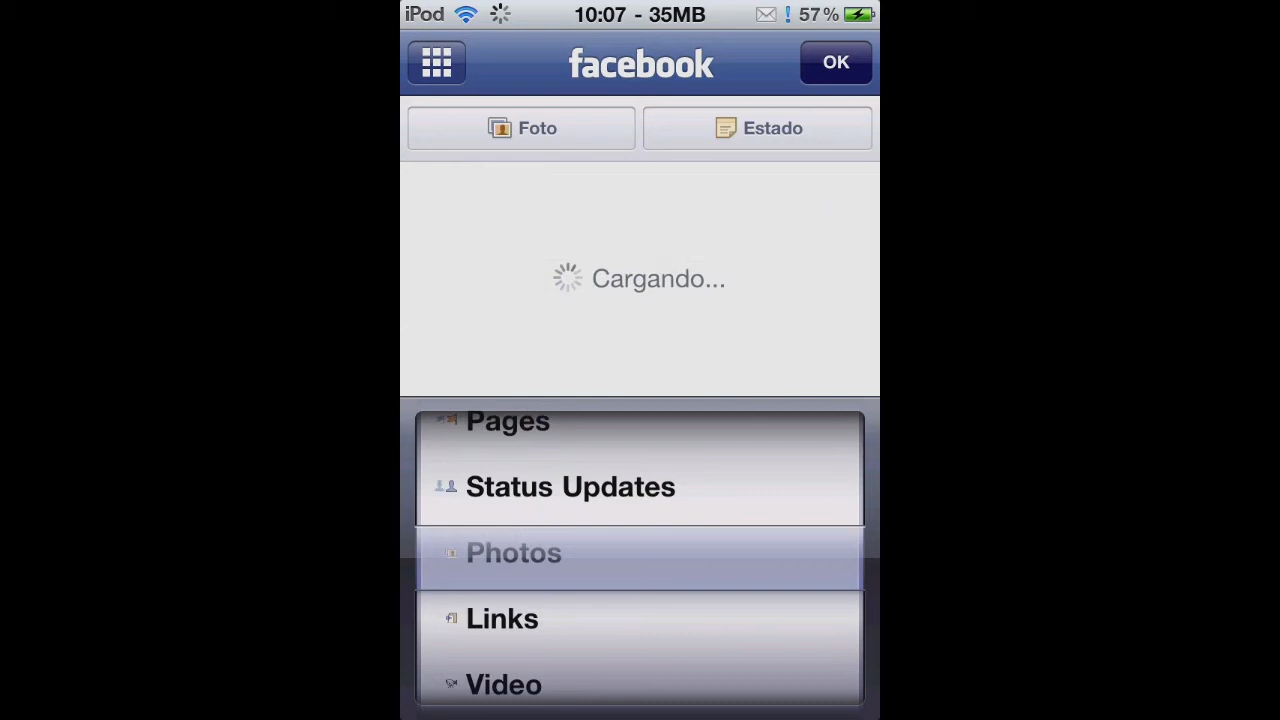 iPod 10:07 - 35MB ! 57%
facebook OK
Foto Estado
Cargando...
Pages
Status Updates
Photos
Links
Video